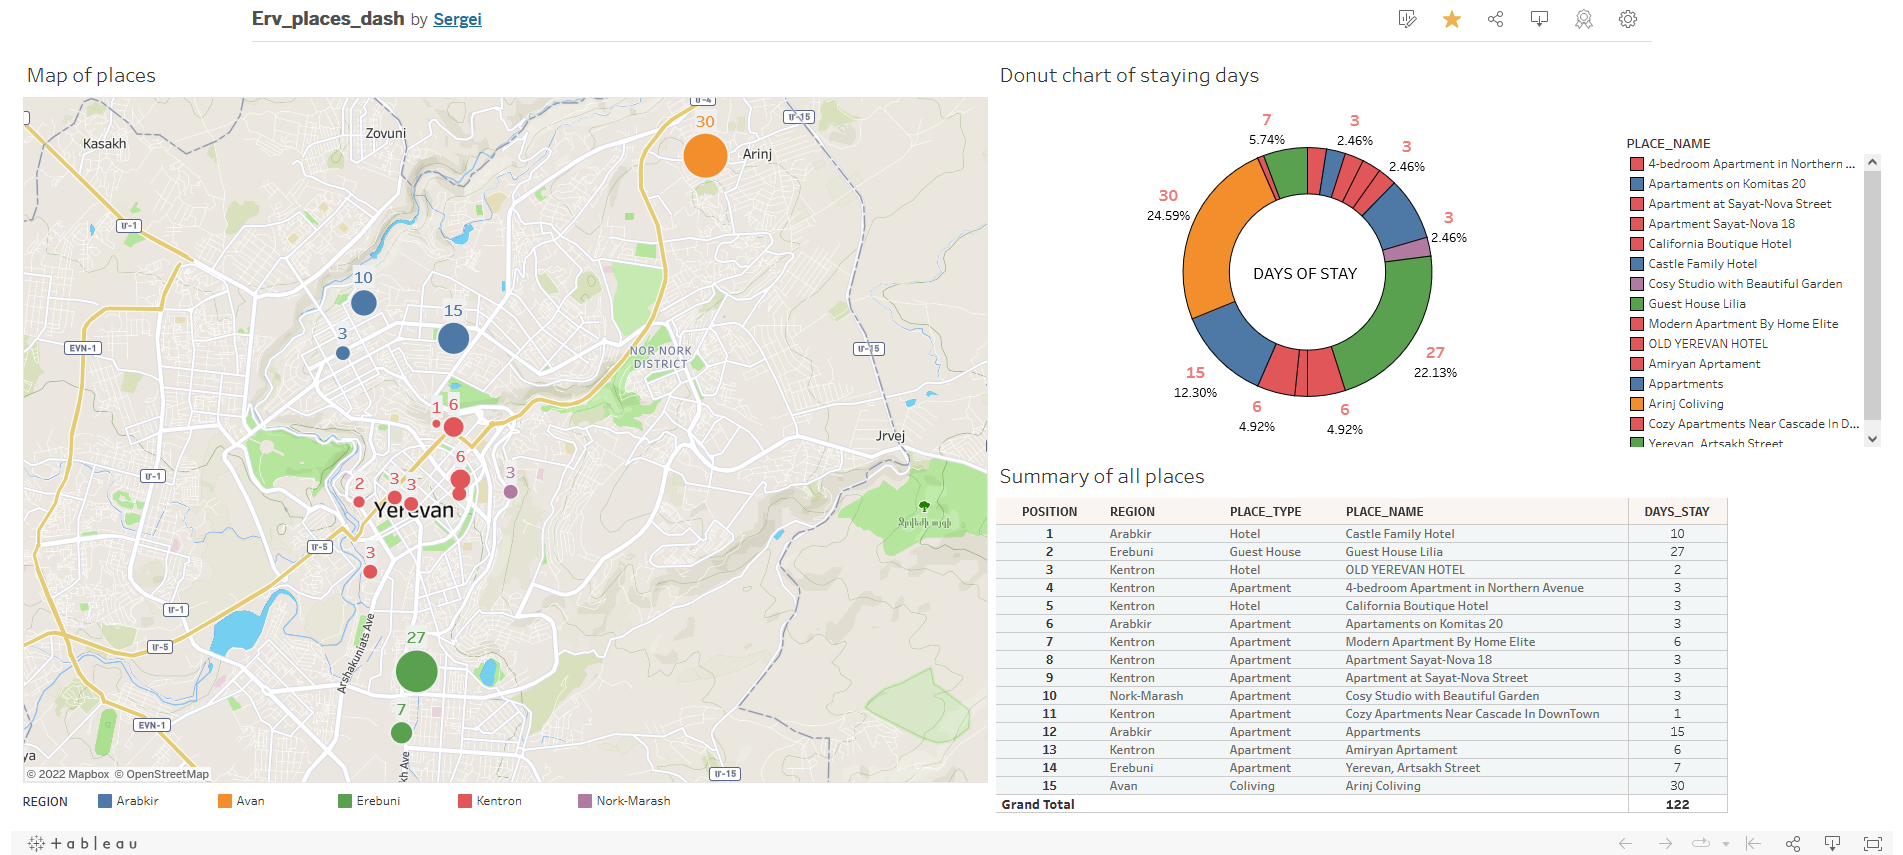 Erv_places_dash by Sergei
Map of places
Kasakh
Zovuni
30
Arinj
10
15
3
NOR NORK
DISTRICT
EVN-1
1 6
Jrvej
6
3
2 3 3
Yerevan
3
Arshakuniats Ave
27
7
EVN-1
ya
kh Ave
© 2022 Mapbox © OpenStreetMap
REGION Arabkir Avan Erebuni Kentron Nork-Marash
Donut chart of staying days
7
5.74%
3
2.46%
3
2.46%
30
24.59%
3
2.46%
DAYS OF STAY
27
22.13%
15
12.30%
6
4.92%
6
4.92%
PLACE_NAME
4-bedroom Apartment in Northern ...
Apartaments on Komitas 20
Apartment at Sayat-Nova Street
Apartment Sayat-Nova 18
California Boutique Hotel
Castle Family Hotel
Cosy Studio with Beautiful Garden
Guest House Lilia
Modern Apartment By Home Elite
OLD YEREVAN HOTEL
Amiryan Aprtament
Appartments
Arinj Coliving
Cozy Apartments Near Cascade In D...
Yerevan, Artsakh Street
Summary of all places
POSITION REGION PLACE_TYPE PLACE_NAME DAYS_STAY
1 Arabkir Hotel Castle Family Hotel 10
2 Erebuni Guest House Guest House Lilia 27
3 Kentron Hotel OLD YEREVAN HOTEL 2
4 Kentron Apartment 4-bedroom Apartment in Northern Avenue 3
5 Kentron Hotel California Boutique Hotel 3
6 Arabkir Apartment Apartaments on Komitas 20 3
7 Kentron Apartment Modern Apartment By Home Elite 6
8 Kentron Apartment Apartment Sayat-Nova 18 3
9 Kentron Apartment Apartment at Sayat-Nova Street 3
10 Nork-Marash Apartment Cosy Studio with Beautiful Garden 3
11 Kentron Apartment Cozy Apartments Near Cascade In DownTown 1
12 Arabkir Apartment Appartments 15
13 Kentron Apartment Amiryan Aprtament 6
14 Erebuni Apartment Yerevan, Artsakh Street 7
15 Avan Coliving Arinj Coliving 30
Grand Total 122
+ableau